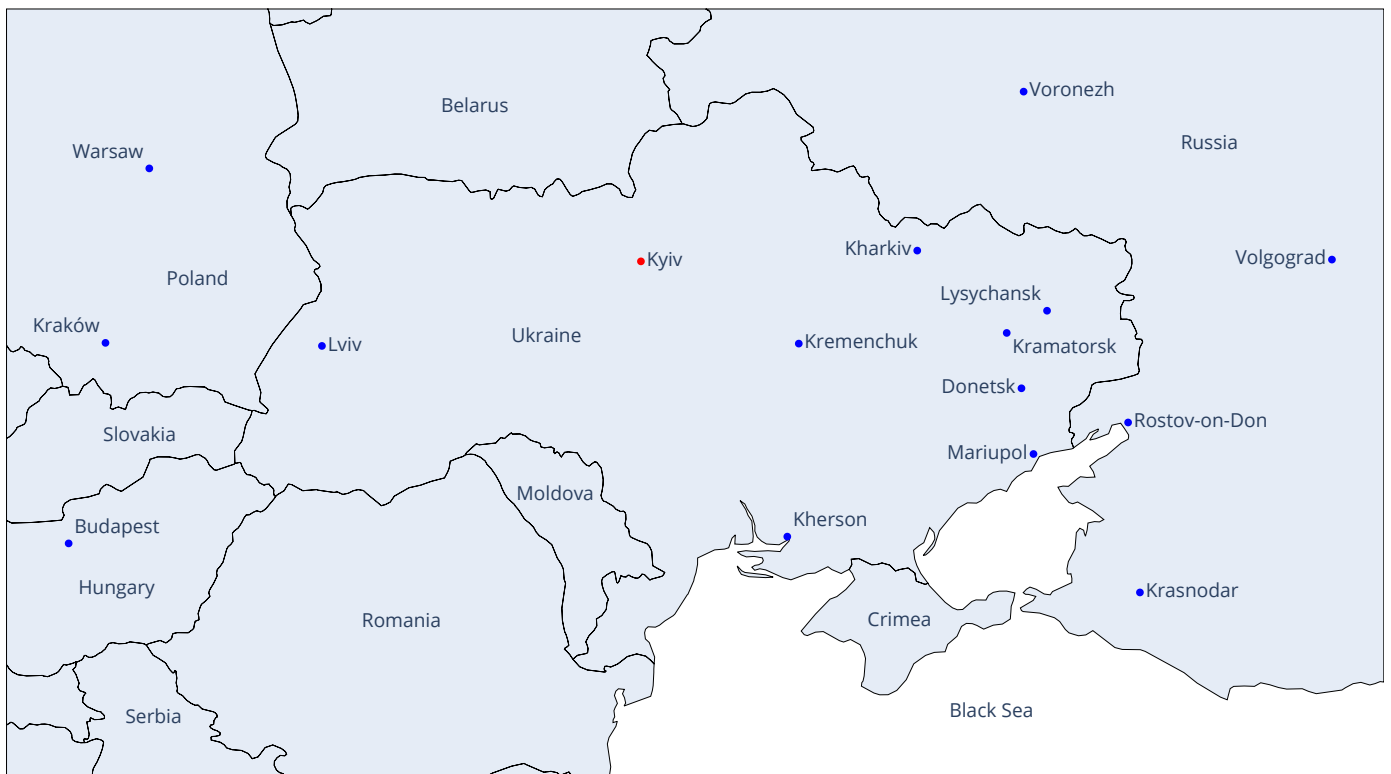 Voronezh
Belarus
Russia
Warsaw
Kharkiv
Kyiv
Volgograd
Poland
Lysychansk
Kraków
Ukraine
Lviv
Kremenchuk
Kramatorsk
Donetsk
Rostov-on-Don
Slovakia
Mariupol
Moldova
Kherson
Budapest
Hungary
Krasnodar
Romania
Crimea
Black Sea
Serbia